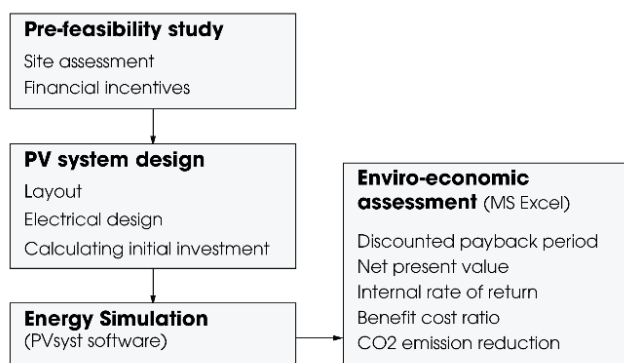 Pre-feasibility study
Site assessment
Financial incentives
PV system design
Layout
Electrical design
Calculating initial investment
Energy Simulation
(PVsyst software)
Enviro-economic
assessment (MS Excel)
Discounted payback period
Net present value
Internal rate of return
Benefit cost ratio
CO2 emission reduction